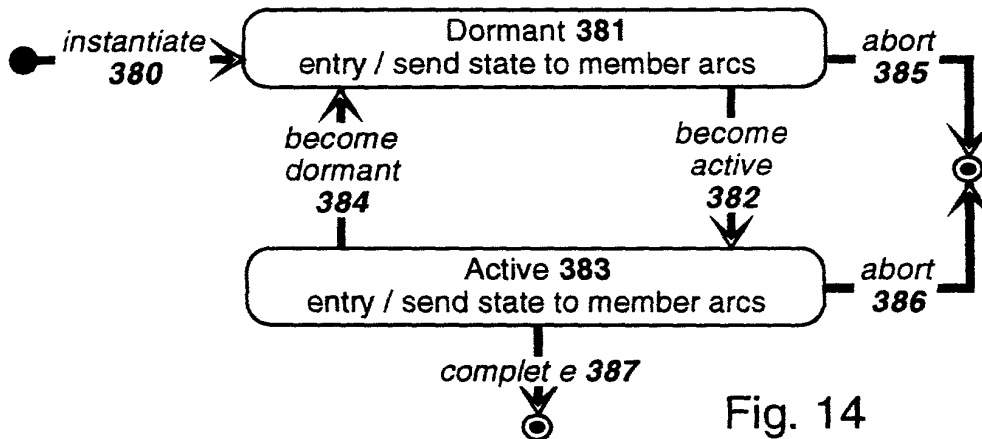 instantiate
380
Dormant 381
entry / send state to member arcs
abort
385
become
dormant
384
become
active
382
Active 383
entry / send state to member arcs
abort
386
complet e 387
Fig. 14